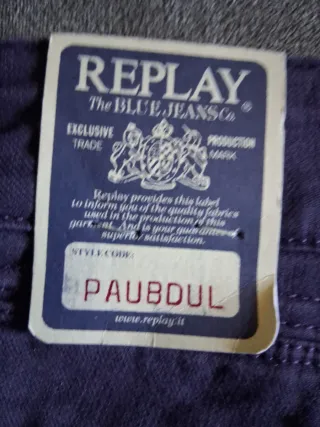 REPLAY
®
The BLUE JEANS Co
EXCLUSIVE PRODUCTION
TRADE MARK
Replay provides this label
to inform you of the quality fabrics
used in the production of this
garment. And is your guarantee of
superior satisfaction.
STYLE CODE:
PAUBDUL
www.replay.it